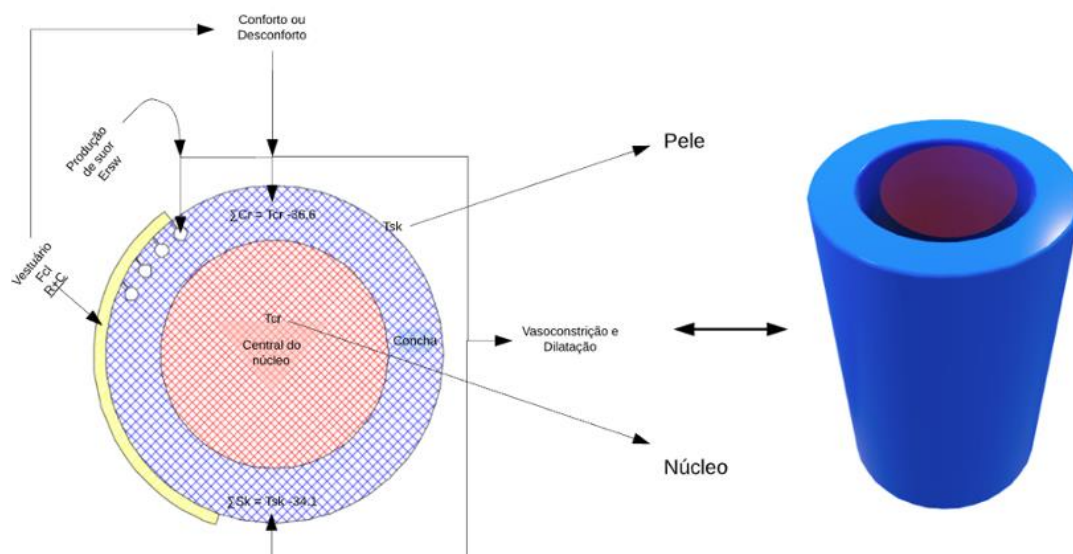 Conforto ou
Desconforto
Produção
de suor
Ersw
Pele
∑Cr = Tcr -36,6
Tsk
Vestuário
Fcl
R+C
Tcr
Central do
núcleo
Concha
Vasoconstrição e
Dilatação
Núcleo
∑Sk = Tsk -34,1